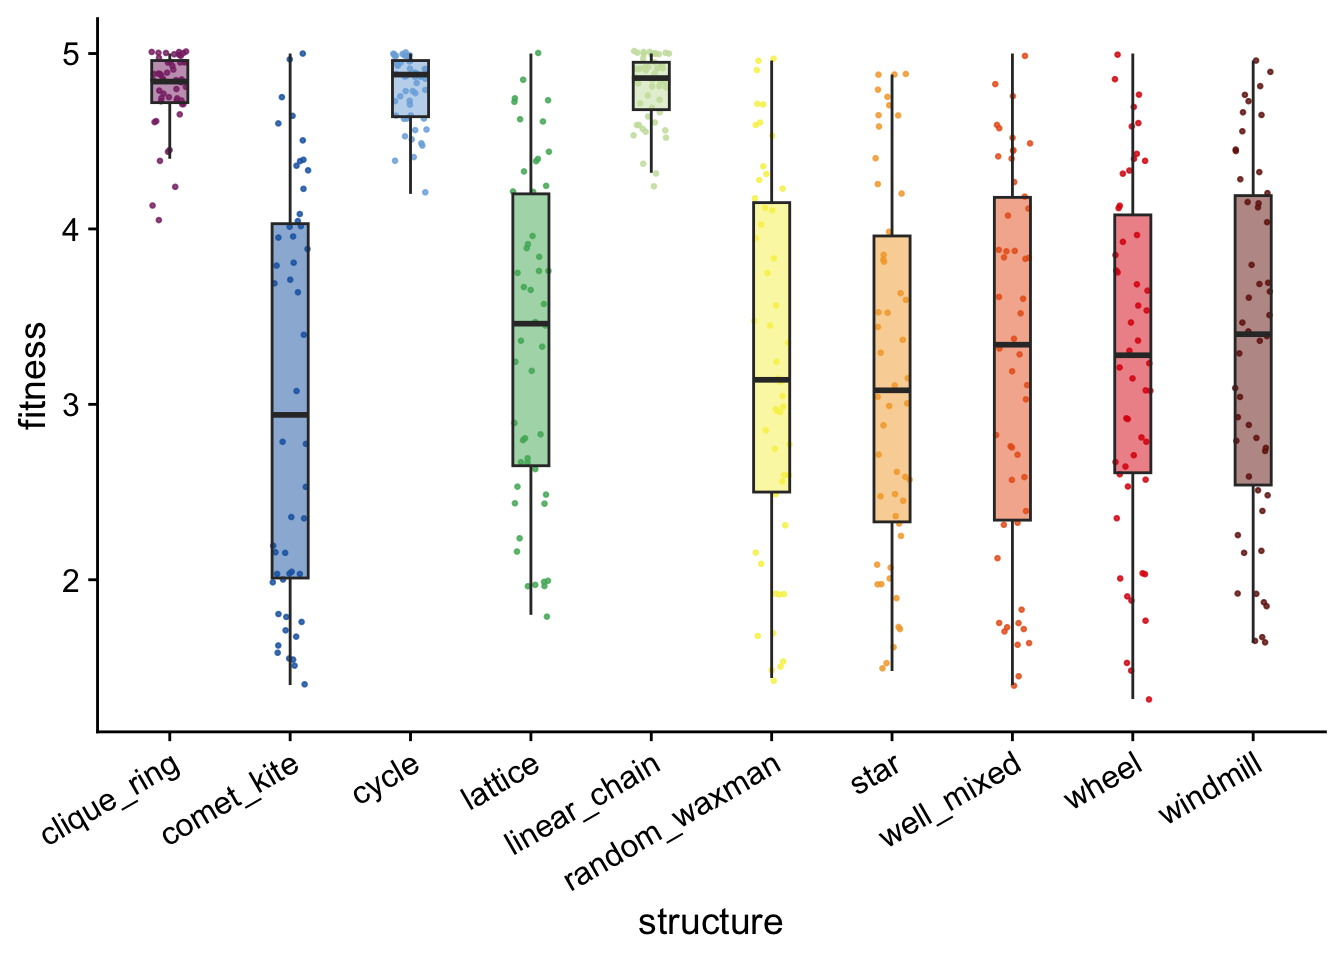 5
4
3
2
fitness
clique_ring
comet_kite
cycle
lattice
linear_chain
random_waxman
star
well_mixed
wheel
windmill
structure